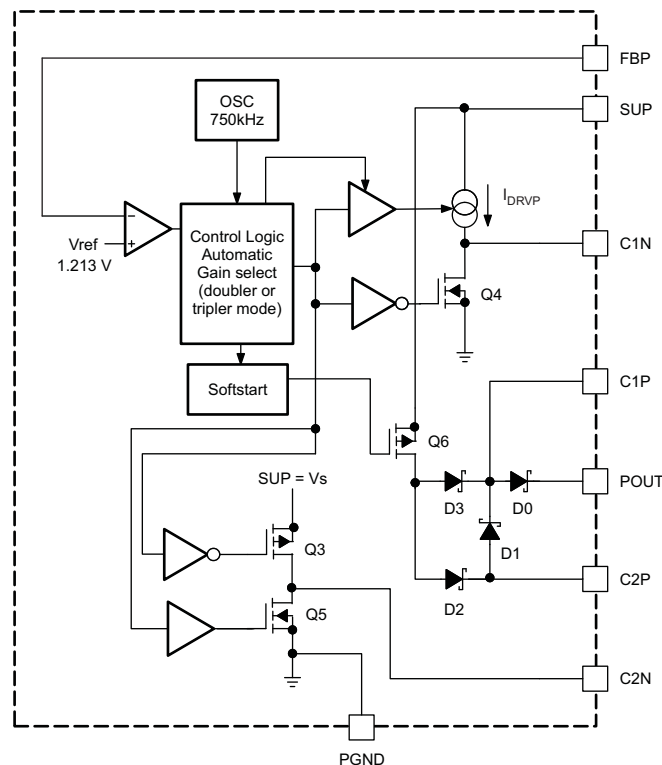 FBP
OSC
750kHz
SUP
I_DRVP
Vref
1.213 V
−
+
Control Logic
Automatic
Gain select
(doubler or
tripler mode)
C1N
Q4
Softstart
C1P
Q6
SUP = Vs
POUT
D3
D0
D1
Q3
C2P
D2
Q5
C2N
PGND